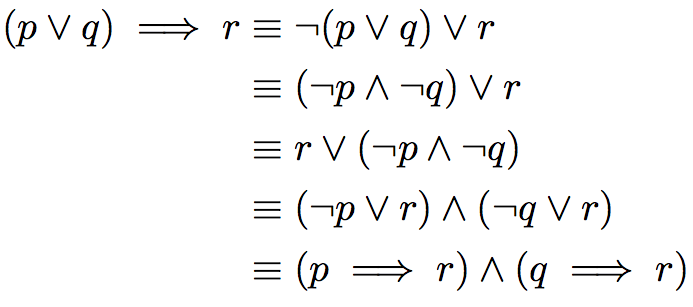 (p ∨ q) ⟹ r ≡ ¬(p ∨ q) ∨ r
≡ (¬p ∧ ¬q) ∨ r
≡ r ∨ (¬p ∧ ¬q)
≡ (¬p ∨ r) ∧ (¬q ∨ r)
≡ (p ⟹ r) ∧ (q ⟹ r)